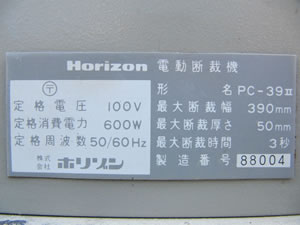 Horizon 電動断裁機
〒
定格電圧 100V
定格消費電力 600W
定格周波数 50/60Hz
株式会社 ホリゾン
形名 PC-39II
最大断裁幅 390mm
最大断裁厚さ 50mm
最大断裁時間 3秒
製造番号 88004